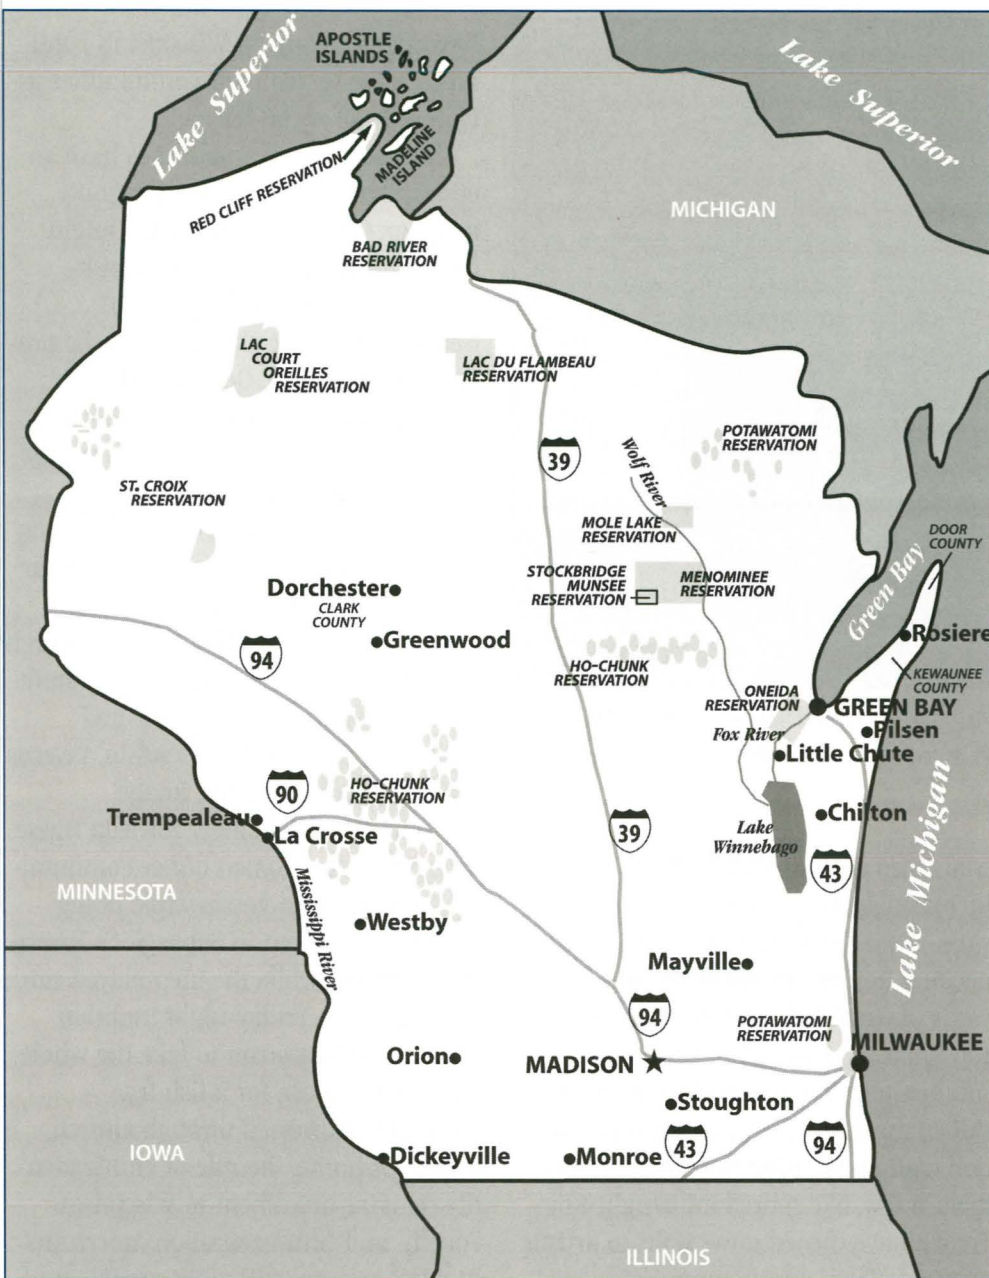 Lake Superior
APOSTLE
ISLANDS
Lake Superior
MADELINE
ISLAND
RED CLIFF RESERVATION
MICHIGAN
BAD RIVER
RESERVATION
LAC
COURT
OREILLES
RESERVATION
LAC DU FLAMBEAU
RESERVATION
39
Wolf River
POTAWATOMI
RESERVATION
ST. CROIX
RESERVATION
MOLE LAKE
RESERVATION
DOOR
COUNTY
STOCKBRIDGE
MUNSEE
RESERVATION
MENOMINEE
RESERVATION
Green Bay
Dorchester
CLARK
COUNTY
Greenwood
94
Rosiere
HO-CHUNK
RESERVATION
KEWAUNEE
COUNTY
ONEIDA
RESERVATION
GREEN BAY
Fox River
Pilsen
Little Chute
90
HO-CHUNK
RESERVATION
Trempealeau
La Crosse
39
Lake
Winnebago
Chilton
43
Lake Michigan
MINNESOTA
Mississippi River
Westby
Mayville
94
POTAWATOMI
RESERVATION
MILWAUKEE
Orion
MADISON
Stoughton
IOWA
Dickeyville
Monroe
43
94
ILLINOIS